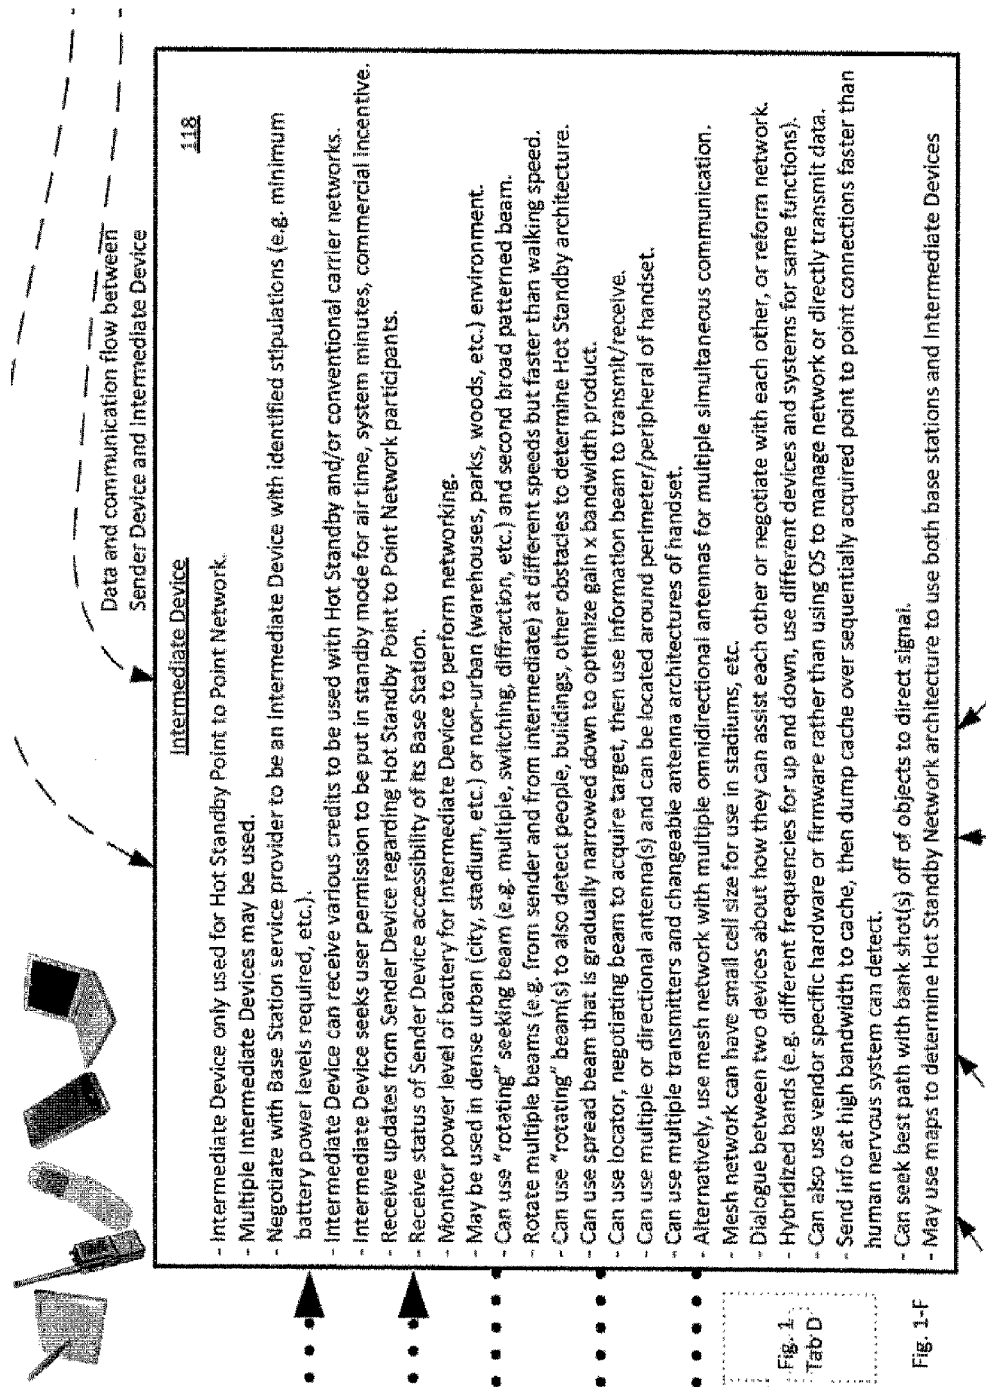 Data and communication flow between
Sender Device and Intermediate Device
Intermediate Device
118
- Intermediate Device only used for Hot Standby Point to Point Network.
- Multiple Intermediate Devices may be used.
- Negotiate with Base Station service provider to be an Intermediate Device with identified stipulations (e.g. minimum
battery power levels required, etc.).
- Intermediate Device can receive various credits to be used with Hot Standby and/or conventional carrier networks.
- Intermediate Device seeks user permission to be put in standby mode for air time, system minutes, commercial incentive.
- Receive updates from Sender Device regarding Hot Standby Point to Point Network participants.
- Receive status of Sender Device accessibility of its Base Station.
- Monitor power level of battery for Intermediate Device to perform networking.
- May be used in dense urban (city, stadium, etc.) or non-urban (warehouses, parks, woods, etc.) environment.
- Can use "rotating" seeking beam (e.g. multiple, switching, diffraction, etc.) and second broad patterned beam.
- Rotate multiple beams (e.g. from sender and from intermediate) at different speeds but faster than walking speed.
- Can use "rotating" beam(s) to also detect people, buildings, other obstacles to determine Hot Standby architecture.
- Can use spread beam that is gradually narrowed down to optimize gain x bandwidth product.
- Can use locator, negotiating beam to acquire target, then use information beam to transmit/receive.
- Can use multiple or directional antenna(s) and can be located around perimeter/peripheral of handset.
- Can use multiple transmitters and changeable antenna architectures of handset.
- Alternatively, use mesh network with multiple omnidirectional antennas for multiple simultaneous communication.
- Mesh network can have small cell size for use in stadiums, etc.
- Dialogue between two devices about how they can assist each other or negotiate with each other, or reform network.
- Hybridized bands (e.g. different frequencies for up and down, use different devices and systems for same functions).
- Can also use vendor specific hardware or firmware rather than using OS to manage network or directly transmit data.
- Send info at high bandwidth to cache, then dump cache over sequentially acquired point to point connections faster than
human nervous system can detect.
- Can seek best path with bank shot(s) off of objects to direct signal.
- May use maps to determine Hot Standby Network architecture to use both base stations and Intermediate Devices
Fig. 1
Tab D
Fig. 1-F